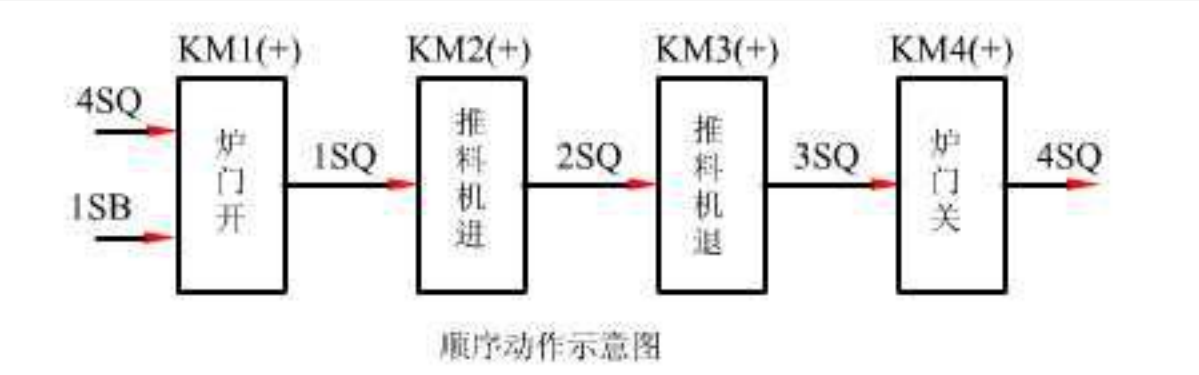 KM1(+) KM2(+) KM3(+) KM4(+)
4SQ
1SB
炉门开
1SQ
推料机进
2SQ
推料机退
3SQ
炉门关
4SQ
顺序动作示意图